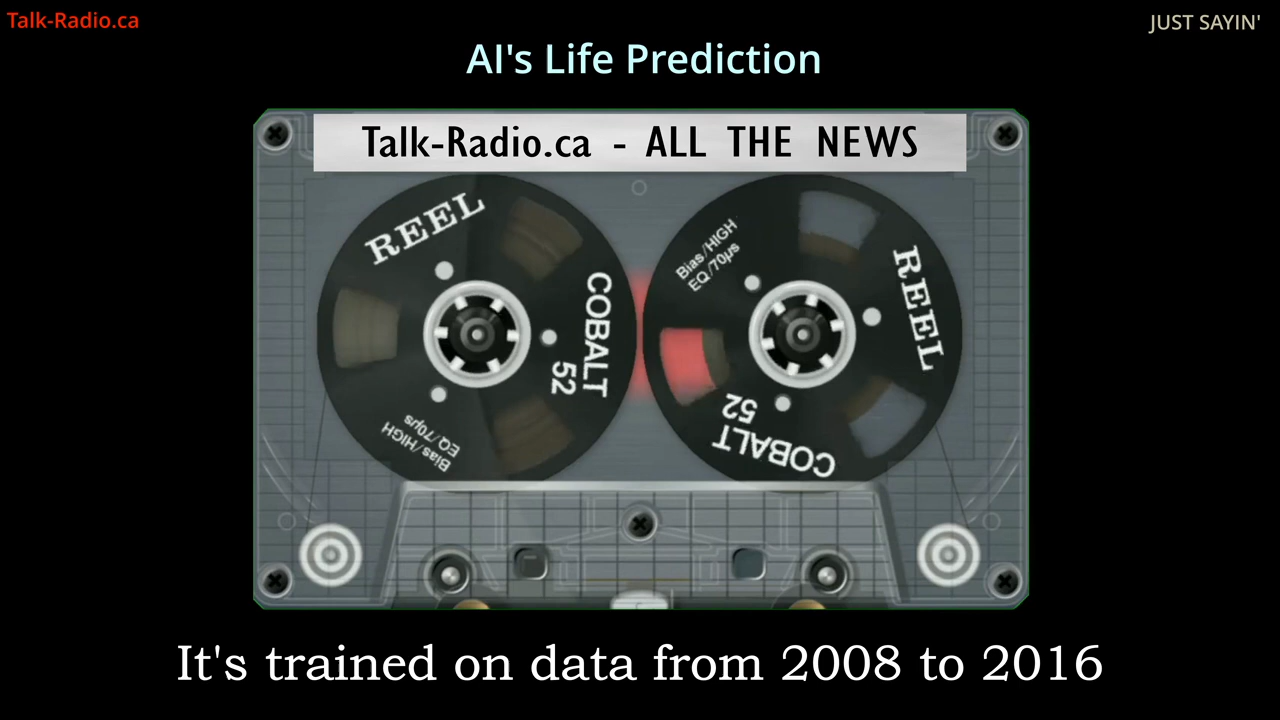 Talk-Radio.ca
JUST SAYIN'
AI's Life Prediction
Talk-Radio.ca - ALL THE NEWS
REEL
COBALT
52
Bias/HIGH
EQ/70µs
Bias/HIGH
EQ/70µs
REEL
COBALT
52
It's trained on data from 2008 to 2016